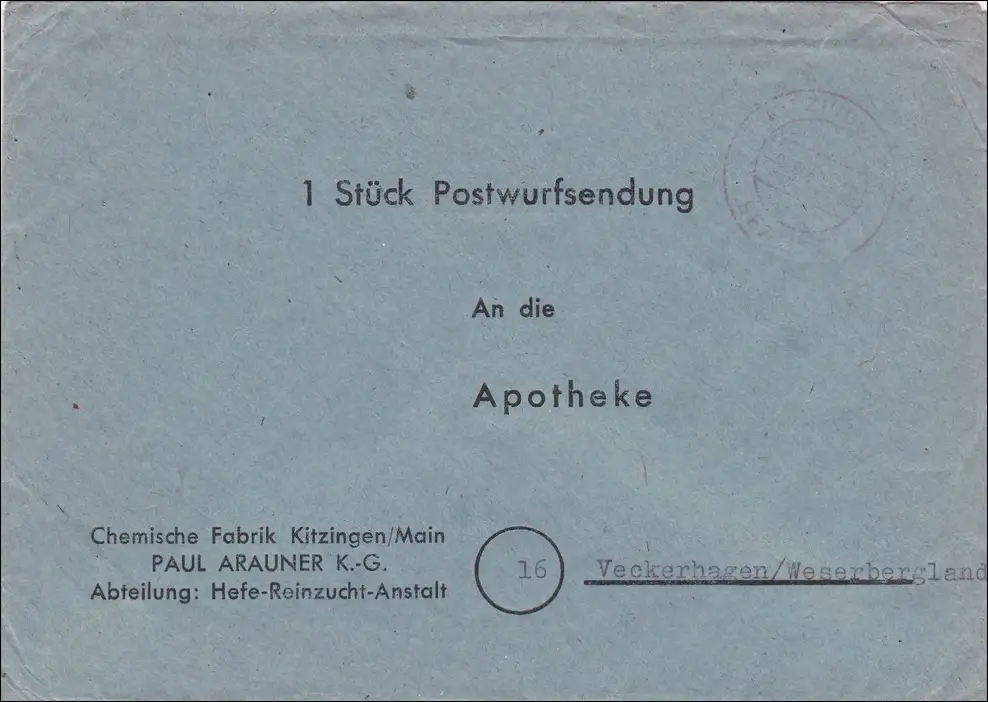 1 Stück Postwurfsendung
An die
Apotheke
Chemische Fabrik Kitzingen/Main
PAUL ARAUNER K.-G.
Abteilung: Hefe-Reinzucht-Anstalt
16
Veckerhagen/Weserbergland